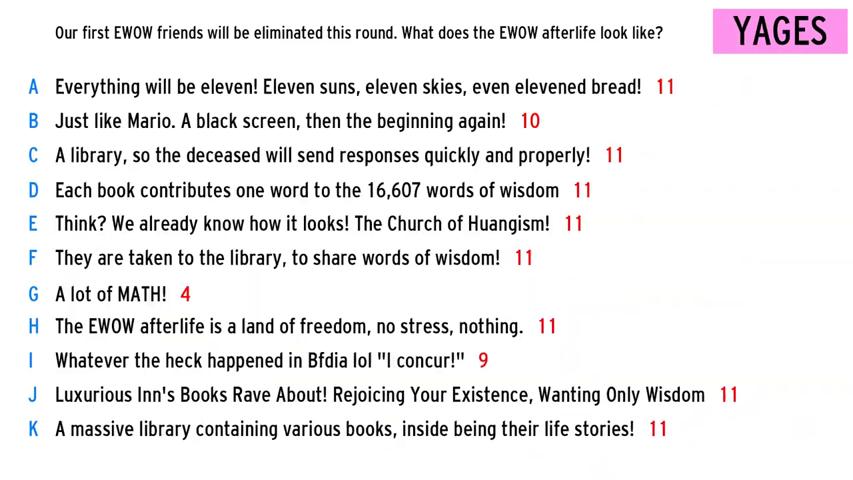 Our first EWOW friends will be eliminated this round. What does the EWOW afterlife look like?
YAGES
A Everything will be eleven! Eleven suns, eleven skies, even elevened bread! 11
B Just like Mario. A black screen, then the beginning again! 10
C A library, so the deceased will send responses quickly and properly! 11
D Each book contributes one word to the 16,607 words of wisdom 11
E Think? We already know how it looks! The Church of Huangism! 11
F They are taken to the library, to share words of wisdom! 11
G A lot of MATH! 4
H The EWOW afterlife is a land of freedom, no stress, nothing. 11
I Whatever the heck happened in Bfdia lol "I concur!" 9
J Luxurious Inn's Books Rave About! Rejoicing Your Existence, Wanting Only Wisdom 11
K A massive library containing various books, inside being their life stories! 11